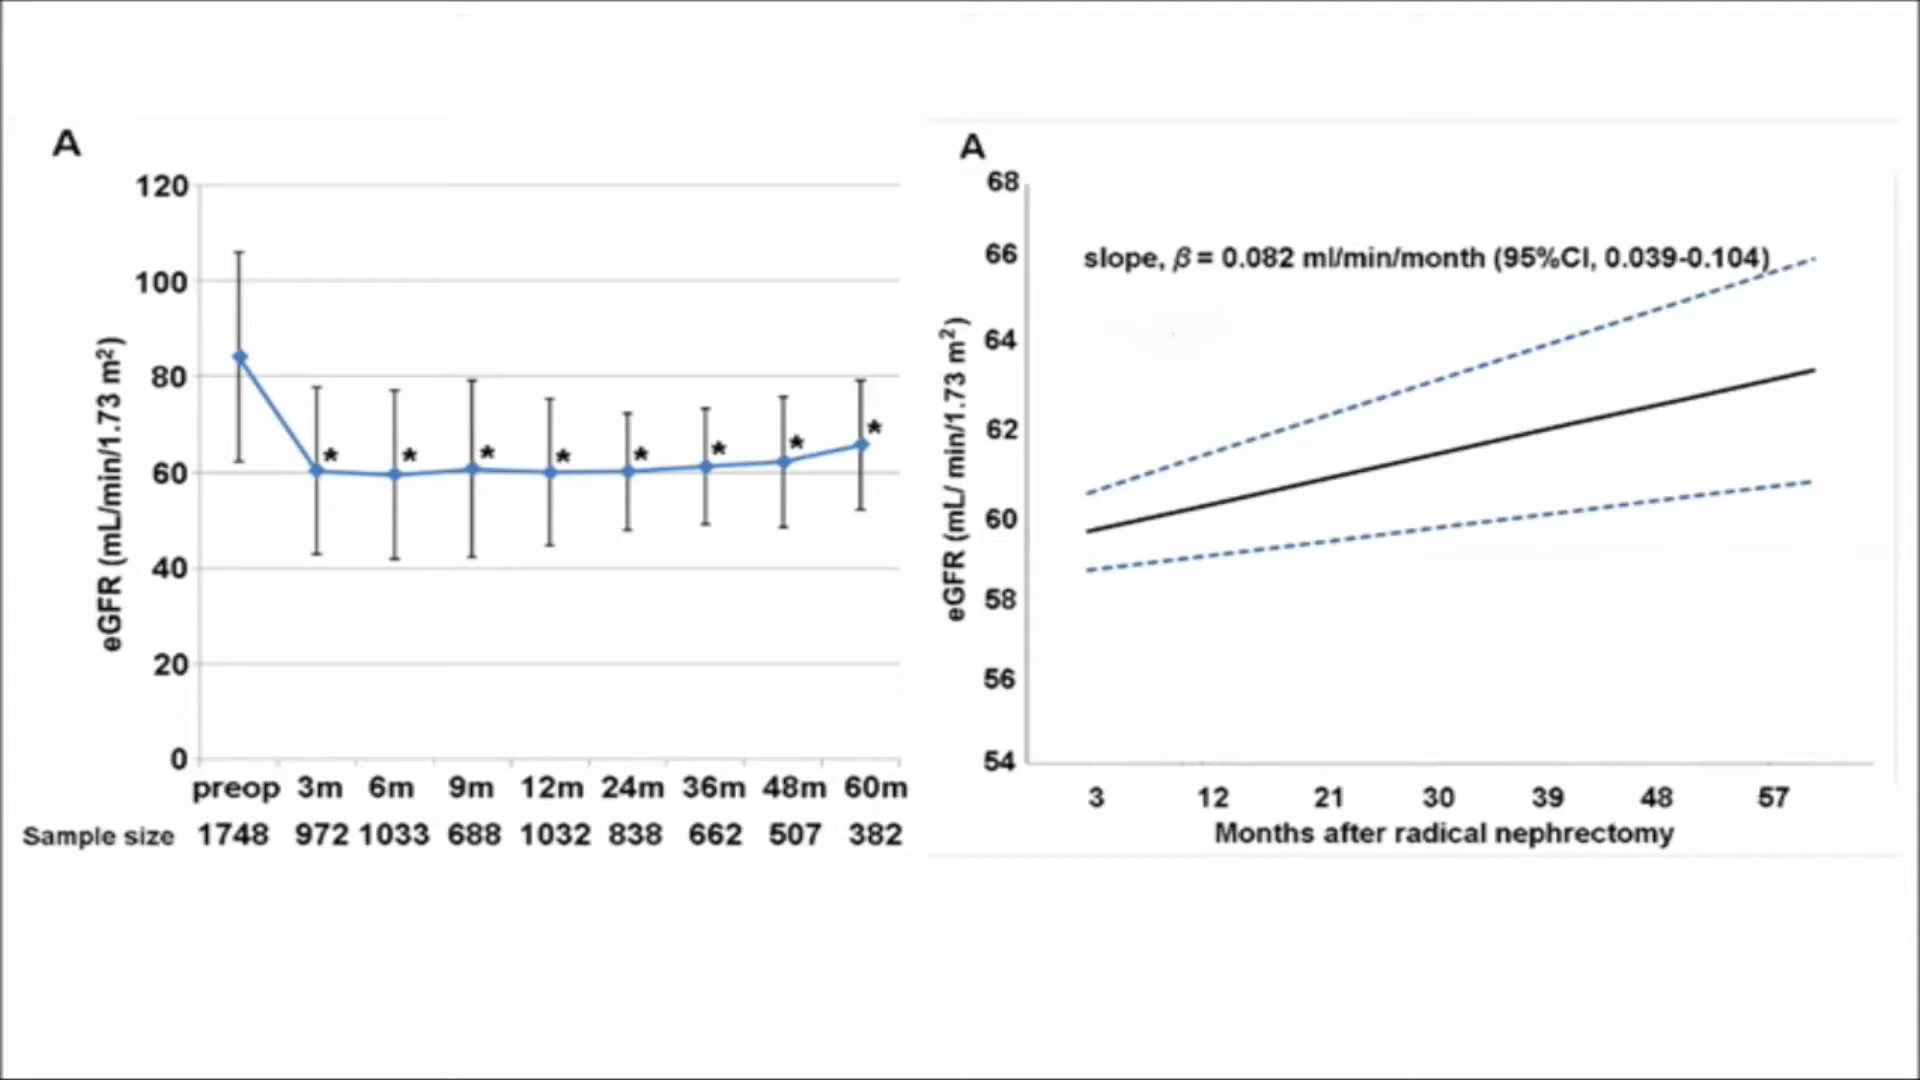 A
120
100
80
60
40
20
0
eGFR (mL/min/1.73 m²)
preop 3m 6m 9m 12m 24m 36m 48m 60m
Sample size 1748 972 1033 688 1032 838 662 507 382
* * * * * * * *
A
68
66
64
62
60
58
56
54
eGFR (mL/ min/1.73 m²)
slope, β = 0.082 ml/min/month (95%CI, 0.039-0.104)
3 12 21 30 39 48 57
Months after radical nephrectomy